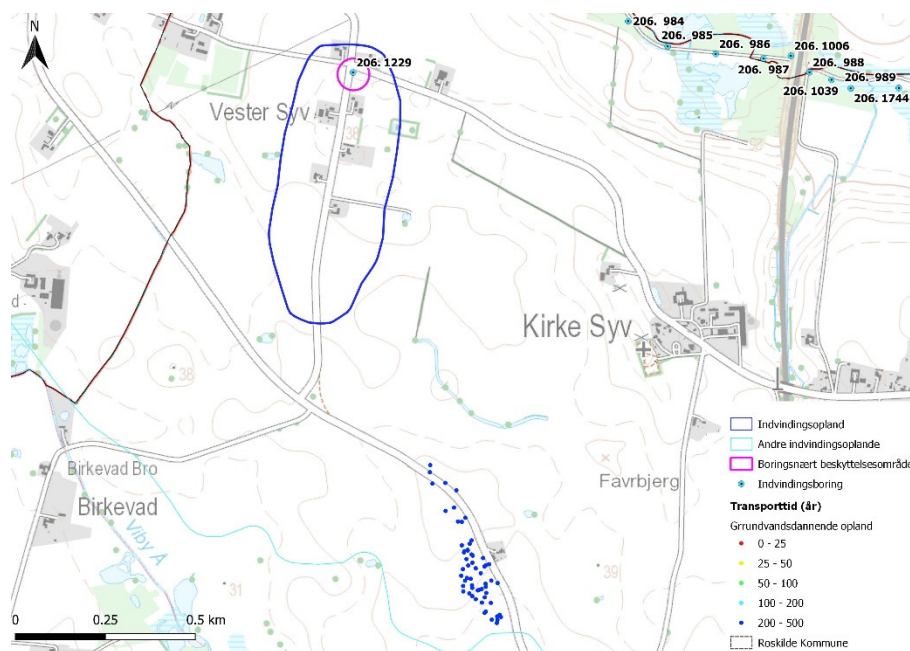 N
206. 984
206. 985
206. 986
206. 1006
206. 987
206. 988
206. 989
206. 1039
206. 1744
206. 1229
Vester Syv
38
Kirke Syv
d
38
Birkevad Bro
Birkevad
Viby Å
Favrbjerg
39
31
0
0.25
0.5 km
Indvindingsopland
Andre indvindingsoplande
Boringsnært beskyttelsesområde
Indvindingsboring
Transporttid (år)
Grrundvandsdannende opland
0 - 25
25 - 50
50 - 100
100 - 200
200 - 500
Roskilde Kommune